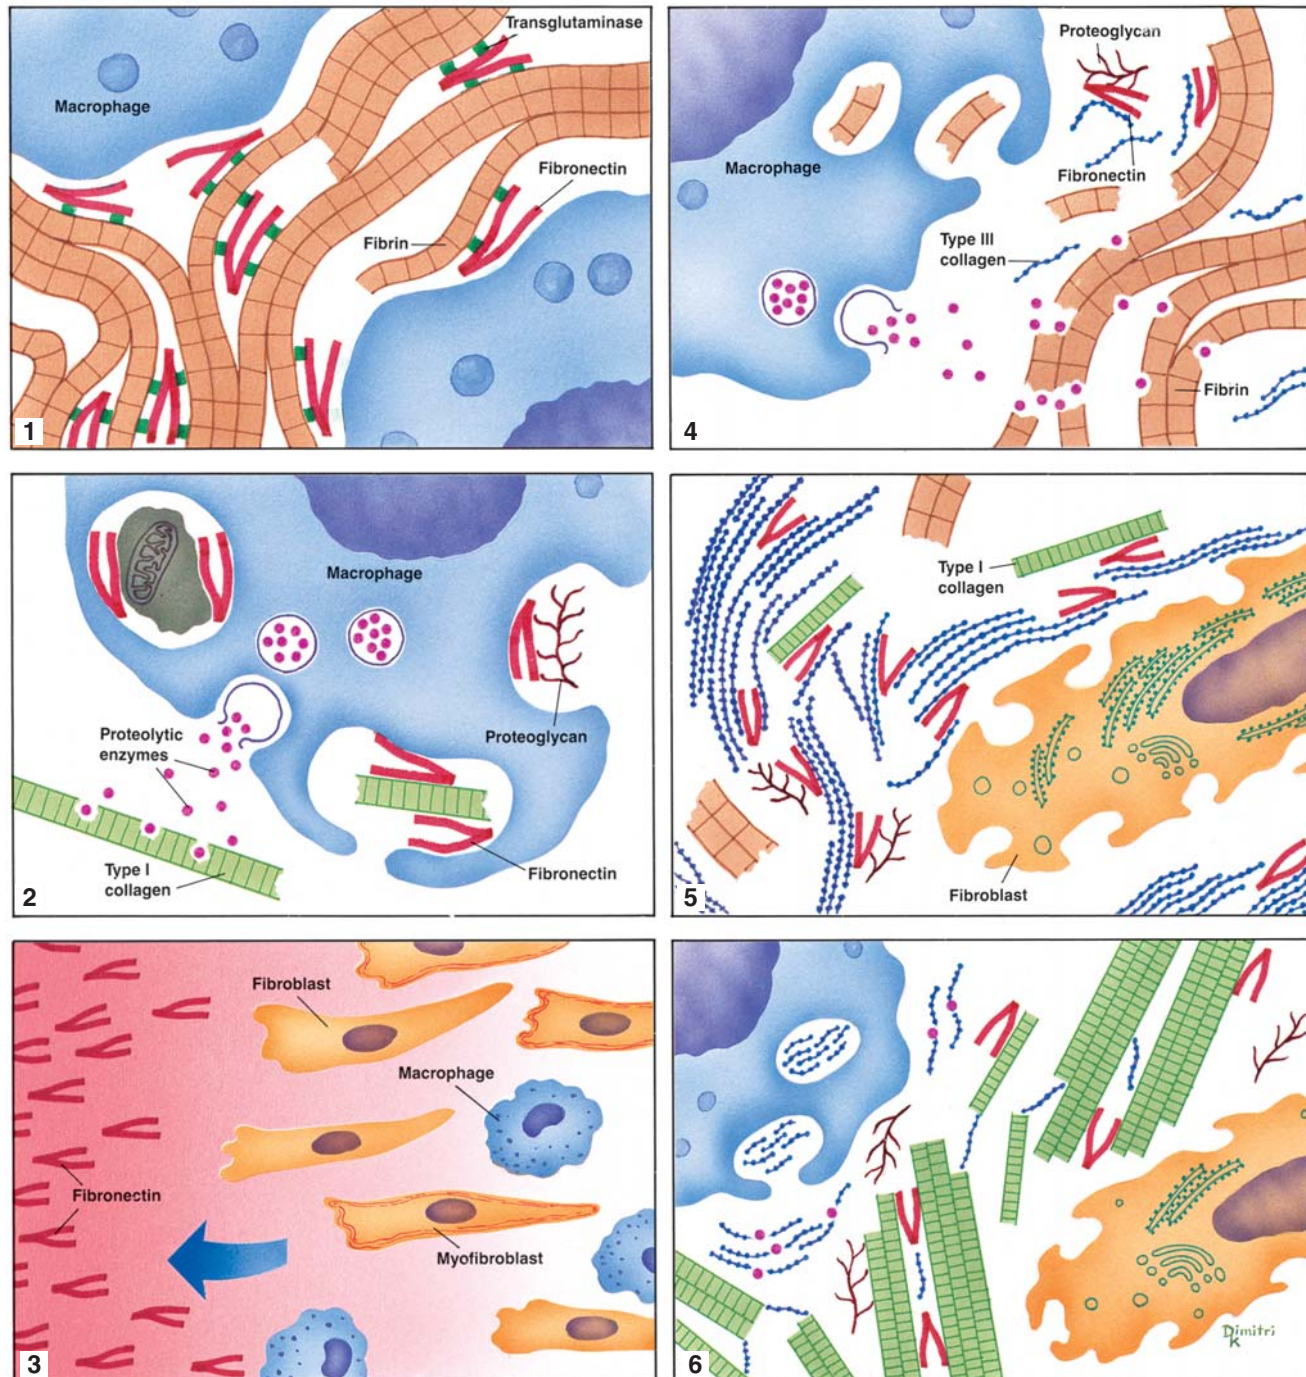 Transglutaminase
Macrophage
Fibronectin
Fibrin
1
Macrophage
Proteoglycan
Proteolytic
enzymes
Type I
collagen
Fibronectin
2
Fibroblast
Macrophage
Fibronectin
Myofibroblast
3
Proteoglycan
Macrophage
Fibronectin
Type III
collagen
Fibrin
4
Type I
collagen
Fibroblast
5
Dimitri
K
6